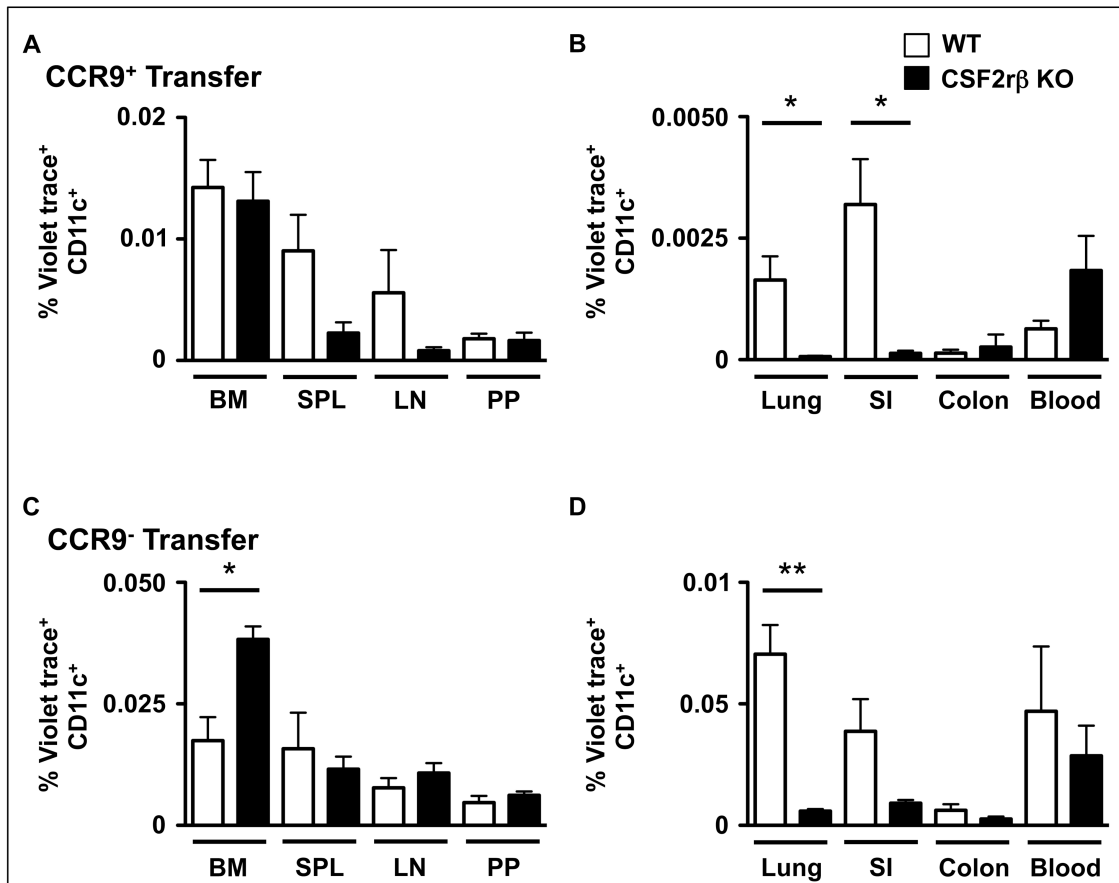 A
CCR9+ Transfer
% Violet trace+
CD11c+
0.02
0.01
0
BM SPL LN PP
B
WT
CSF2rβ KO
% Violet trace+
CD11c+
0.0050
0.0025
0
* *
Lung SI Colon Blood
C
CCR9- Transfer
% Violet trace+
CD11c+
0.050
0.025
0
*
BM SPL LN PP
D
% Violet trace+
CD11c+
0.01
0.05
0
**
Lung SI Colon Blood